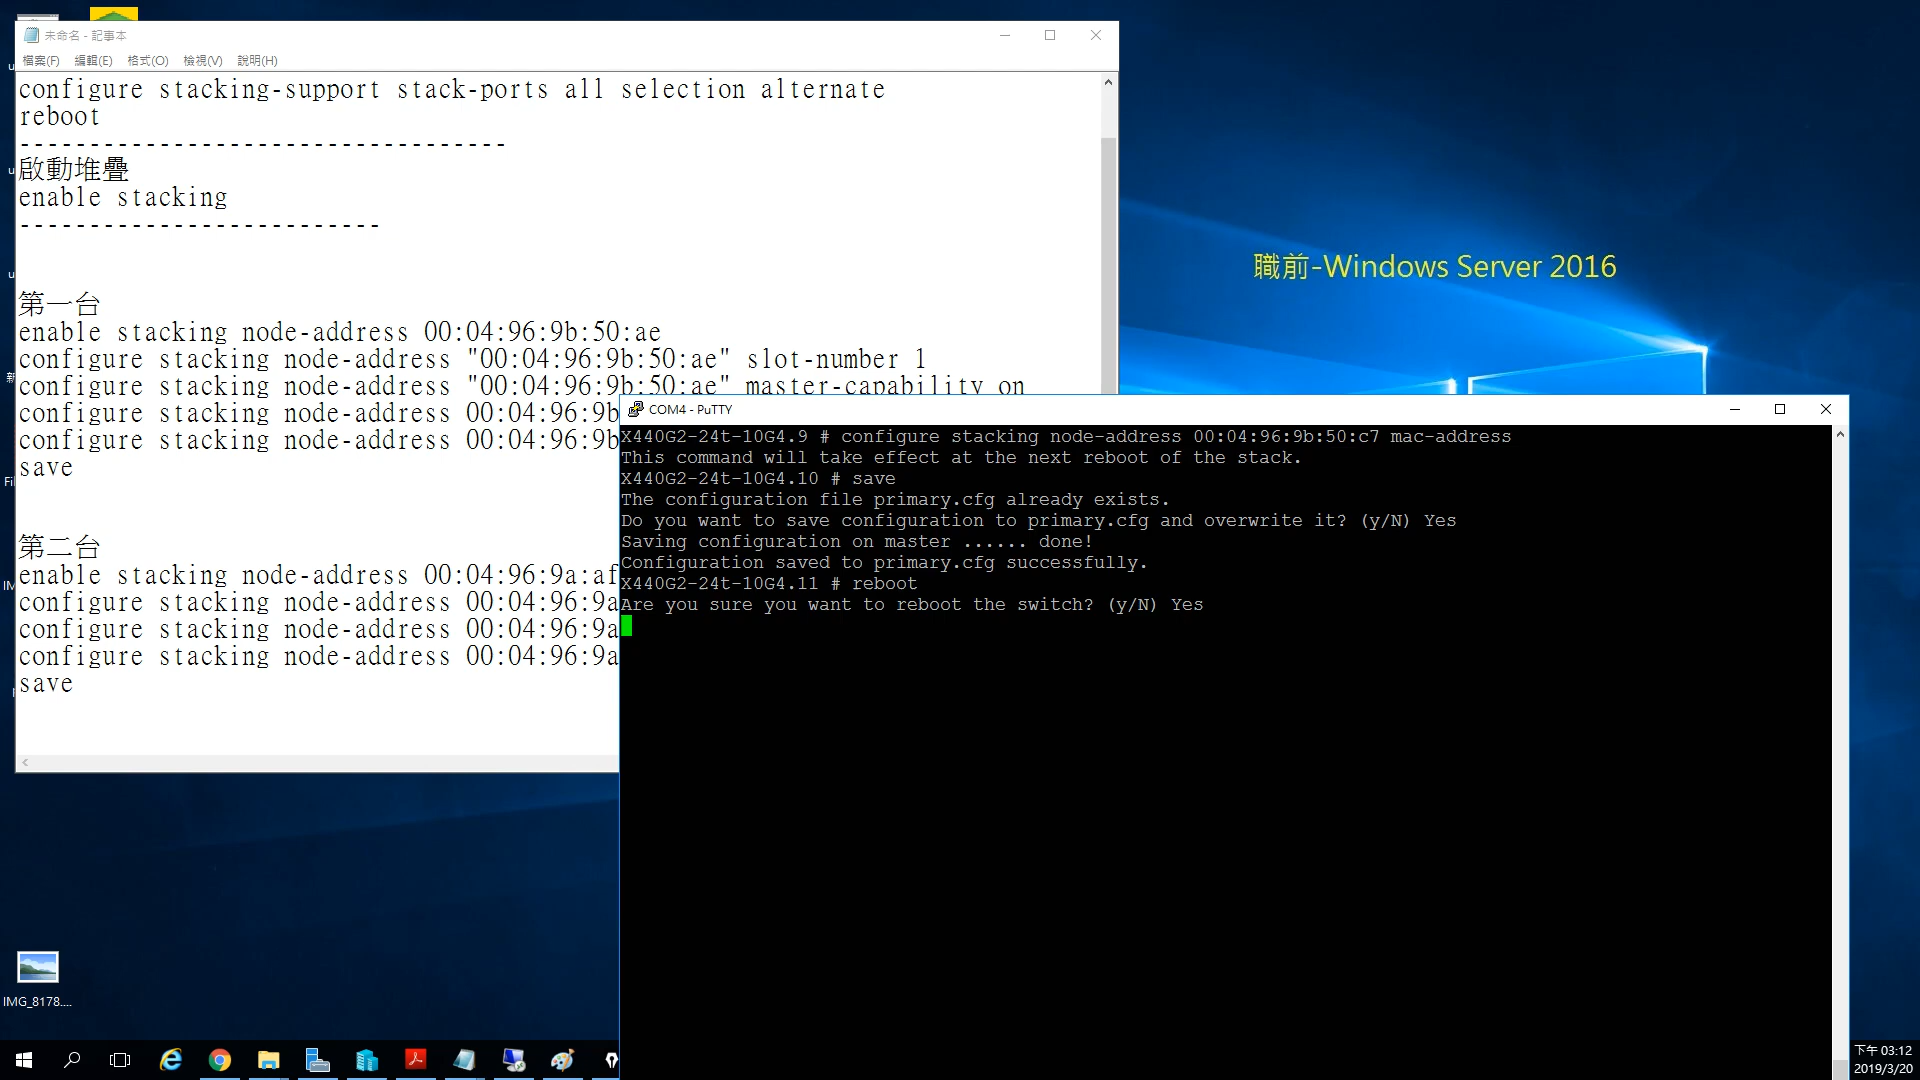 未命名 - 記事本
檔案(F) 編輯(E) 格式(O) 檢視(V) 說明(H)
configure stacking-support stack-ports all selection alternate
reboot
-----------------------------------
啟動堆疊
enable stacking
--------------------------
第一台
enable stacking node-address 00:04:96:9b:50:ae
configure stacking node-address "00:04:96:9b:50:ae" slot-number 1
configure stacking node-address "00:04:96:9b:50:ae" master-capability on
configure stacking node-address 00:04:96:9b
configure stacking node-address 00:04:96:9b
save
第二台
enable stacking node-address 00:04:96:9a:af
configure stacking node-address 00:04:96:9a
configure stacking node-address 00:04:96:9a
configure stacking node-address 00:04:96:9a
save
職前-Windows Server 2016
COM4 - PuTTY
X440G2-24t-10G4.9 # configure stacking node-address 00:04:96:9b:50:c7 mac-address
This command will take effect at the next reboot of the stack.
X440G2-24t-10G4.10 # save
The configuration file primary.cfg already exists.
Do you want to save configuration to primary.cfg and overwrite it? (y/N) Yes
Saving configuration on master ...... done!
Configuration saved to primary.cfg successfully.
X440G2-24t-10G4.11 # reboot
Are you sure you want to reboot the switch? (y/N) Yes
IMG_8178....
下午 03:12
2019/3/20